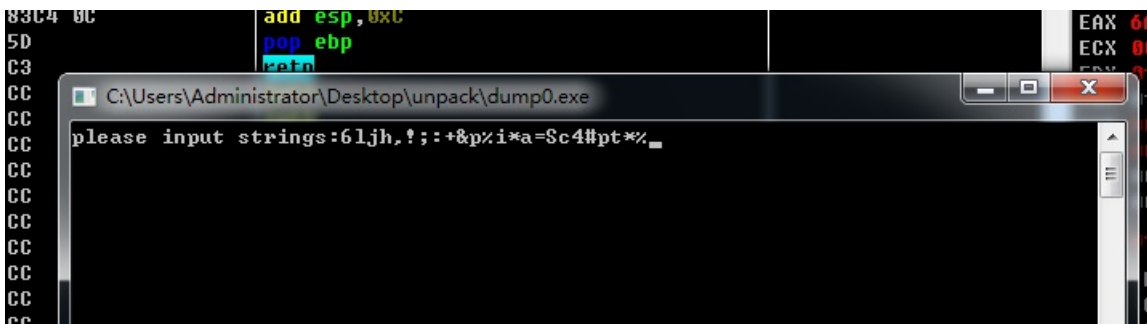 83C4 0C add esp,0xC EAX
5D pop ebp ECX
C3 retn
CC C:\Users\Administrator\Desktop\unpack\dump0.exe
CC
CC please input strings:6ljh,!;:+&p%i*a=Sc4#pt*%_
CC
CC
CC
CC
CC
CC